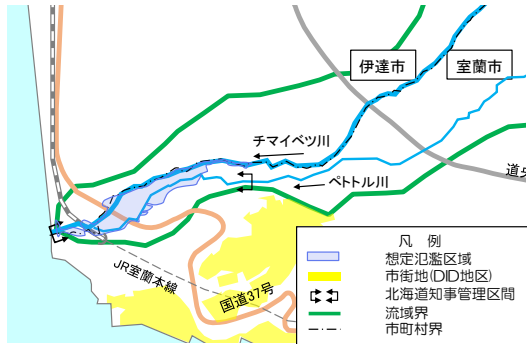 伊達市
室蘭市
チマイベツ川
道央
ペトトル川
JR室蘭本線
国道37号
凡 例
想定氾濫区域
市街地(DID地区)
北海道知事管理区間
流域界
市町村界